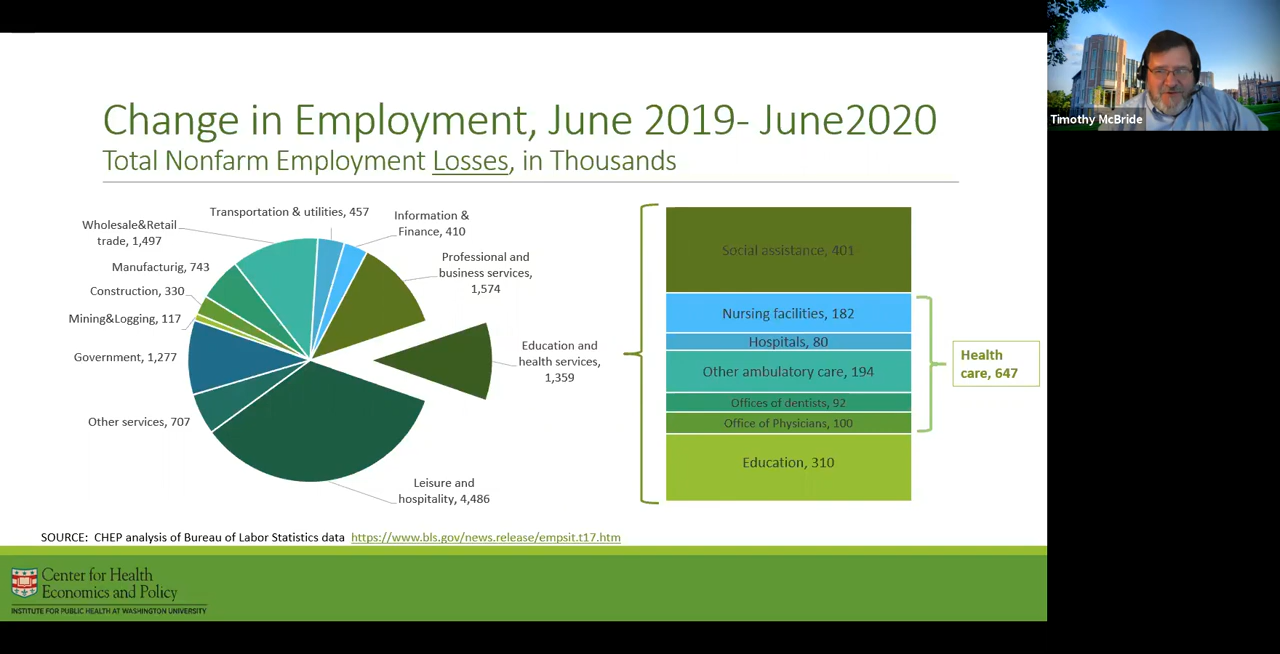 Change in Employment, June 2019- June2020
Total Nonfarm Employment Losses, in Thousands
Transportation & utilities, 457
Information &
Finance, 410
Wholesale&Retail
trade, 1,497
Professional and
business services,
1,574
Manufacturig, 743
Construction, 330
Mining&Logging, 117
Education and
health services,
1,359
Government, 1,277
Other services, 707
Leisure and
hospitality, 4,486
Social assistance, 401
Nursing facilities, 182
Hospitals, 80
Other ambulatory care, 194
Offices of dentists, 92
Office of Physicians, 100
Education, 310
Health
care, 647
SOURCE: CHEP analysis of Bureau of Labor Statistics data https://www.bls.gov/news.release/empsit.t17.htm
Center for Health
Economics and Policy
INSTITUTE FOR PUBLIC HEALTH AT WASHINGTON UNIVERSITY
Timothy McBride